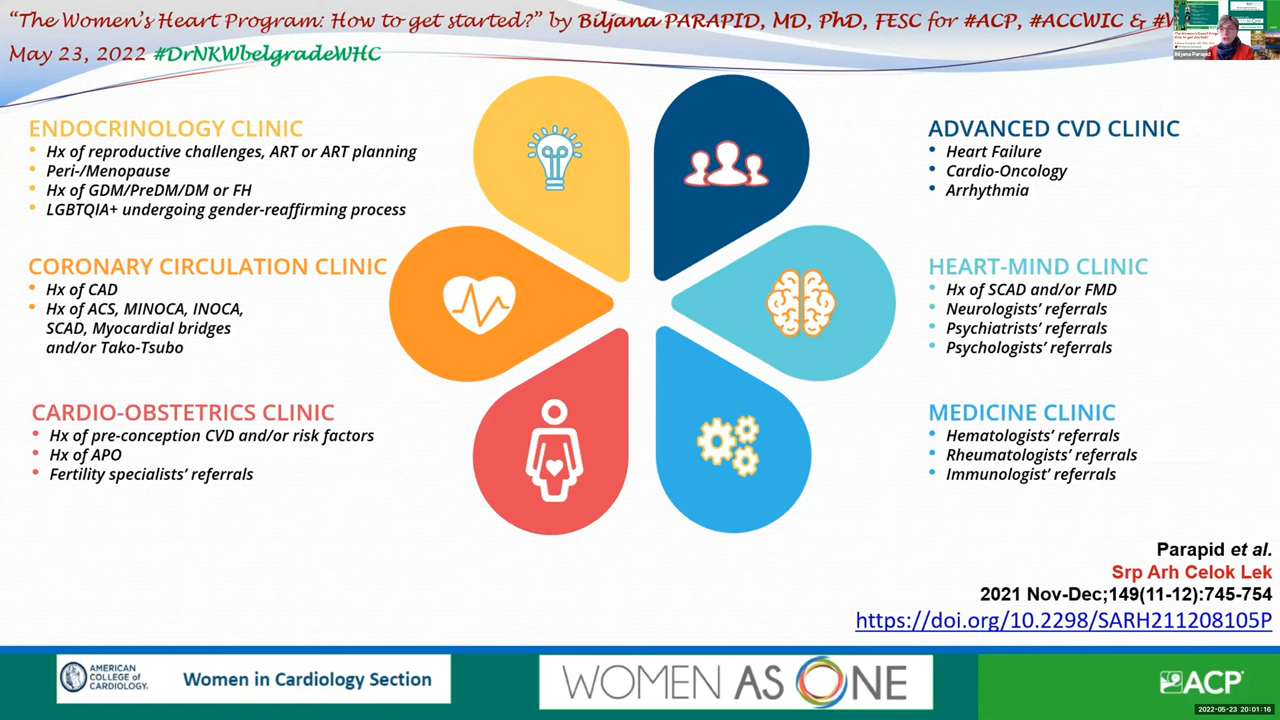 “The Women’s Heart Program: How to get started?” by Biljana PARAPID, MD, PhD, FESC for #ACP, #ACCWIC &
May 23, 2022 #DrNKWbelgradeWHC
Biljana Parapid
ENDOCRINOLOGY CLINIC
• Hx of reproductive challenges, ART or ART planning
• Peri-/Menopause
• Hx of GDM/PreDM/DM or FH
• LGBTQIA+ undergoing gender-reaffirming process
CORONARY CIRCULATION CLINIC
• Hx of CAD
• Hx of ACS, MINOCA, INOCA,
SCAD, Myocardial bridges
and/or Tako-Tsubo
CARDIO-OBSTETRICS CLINIC
• Hx of pre-conception CVD and/or risk factors
• Hx of APO
• Fertility specialists’ referrals
ADVANCED CVD CLINIC
• Heart Failure
• Cardio-Oncology
• Arrhythmia
HEART-MIND CLINIC
• Hx of SCAD and/or FMD
• Neurologists’ referrals
• Psychiatrists’ referrals
• Psychologists’ referrals
MEDICINE CLINIC
• Hematologists’ referrals
• Rheumatologists’ referrals
• Immunologist’ referrals
Parapid et al.
Srp Arh Celok Lek
2021 Nov-Dec;149(11-12):745-754
https://doi.org/10.2298/SARH211208105P
AMERICAN
COLLEGE of
CARDIOLOGY
Women in Cardiology Section
WOMEN AS ONE
ACP
2022-05-23 20:01:16